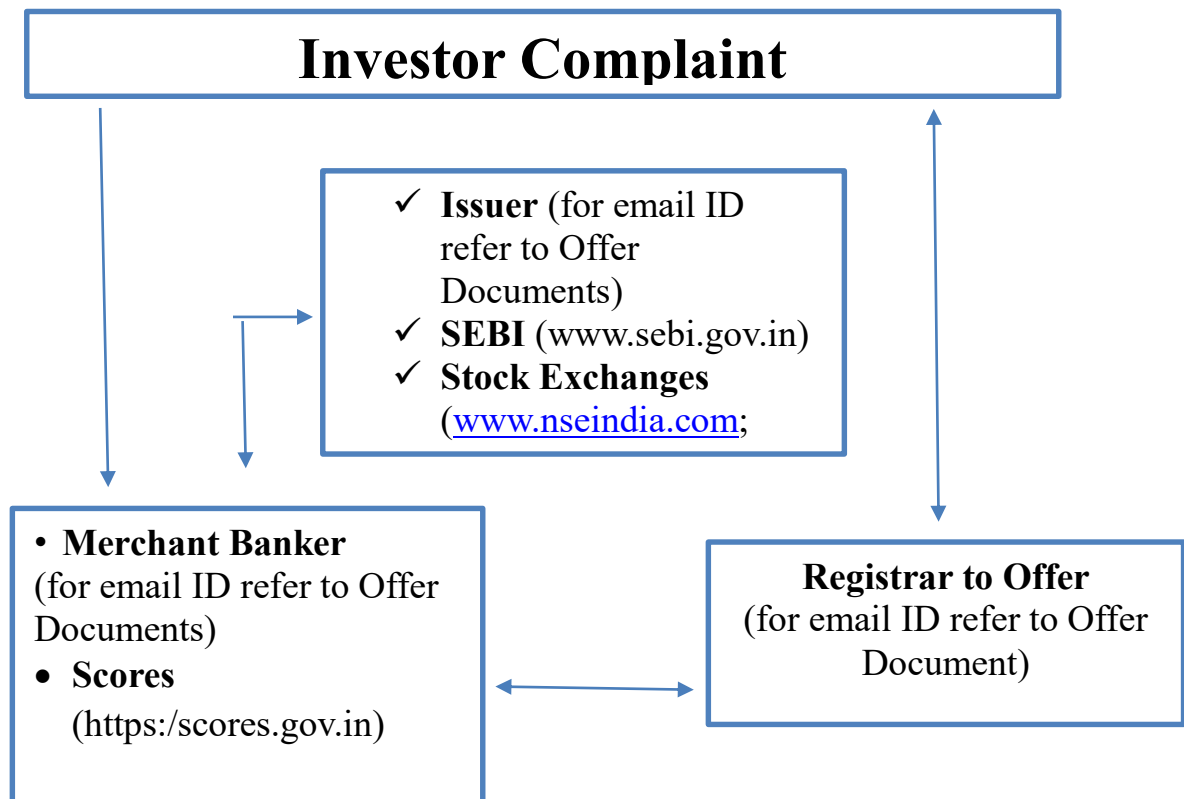 Investor Complaint
✓ Issuer (for email ID
refer to Offer
Documents)
✓ SEBI (www.sebi.gov.in)
✓ Stock Exchanges
(www.nseindia.com;
• Merchant Banker
(for email ID refer to Offer
Documents)
• Scores
(https:/scores.gov.in)
Registrar to Offer
(for email ID refer to Offer
Document)